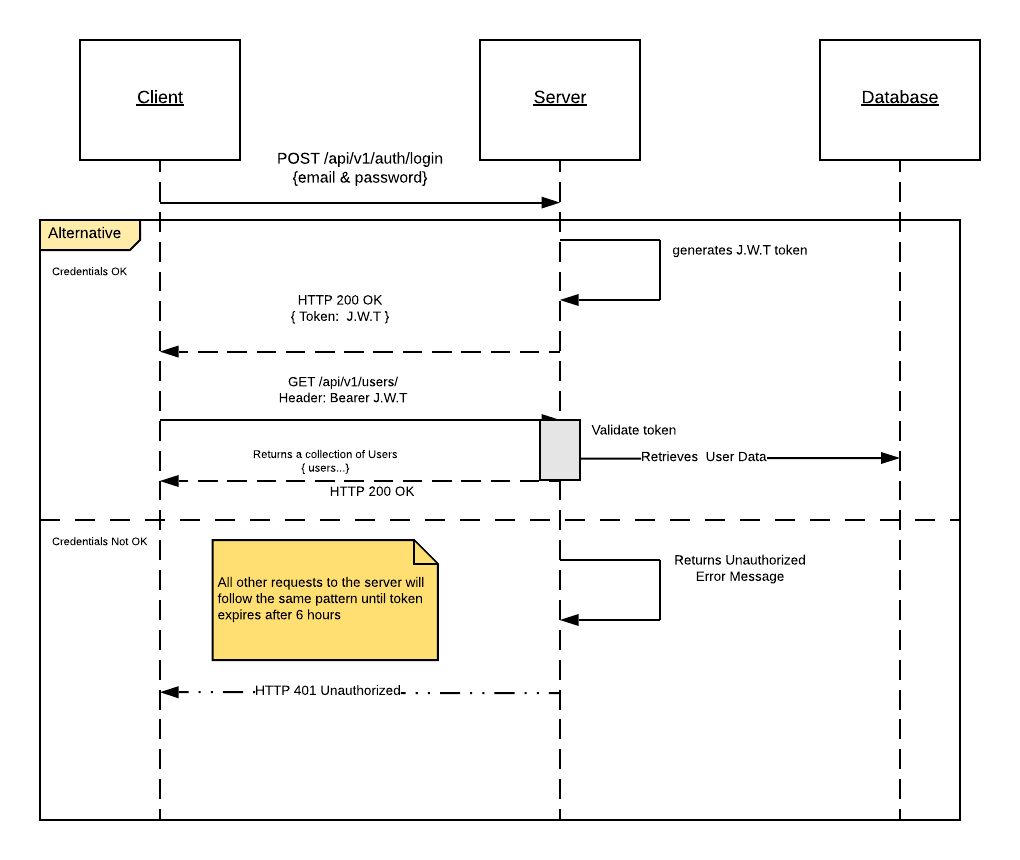 Client
Server
Database
POST /api/v1/auth/login
{email & password}
Alternative
Credentials OK
generates J.W.T token
HTTP 200 OK
{ Token:  J.W.T }
GET /api/v1/users/
Header: Bearer J.W.T
Validate token
Retrieves  User Data
Returns a collection of Users
{ users...}
HTTP 200 OK
Credentials Not OK
Returns Unauthorized
Error Message
All other requests to the server will
follow the same pattern until token
expires after 6 hours
HTTP 401 Unauthorized